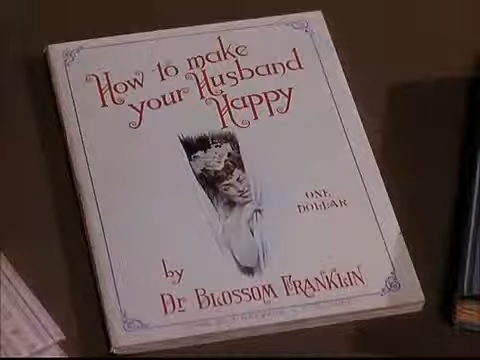 How to make
your Husband
Happy
ONE
DOLLAR
by
Dr Blossom Franklin